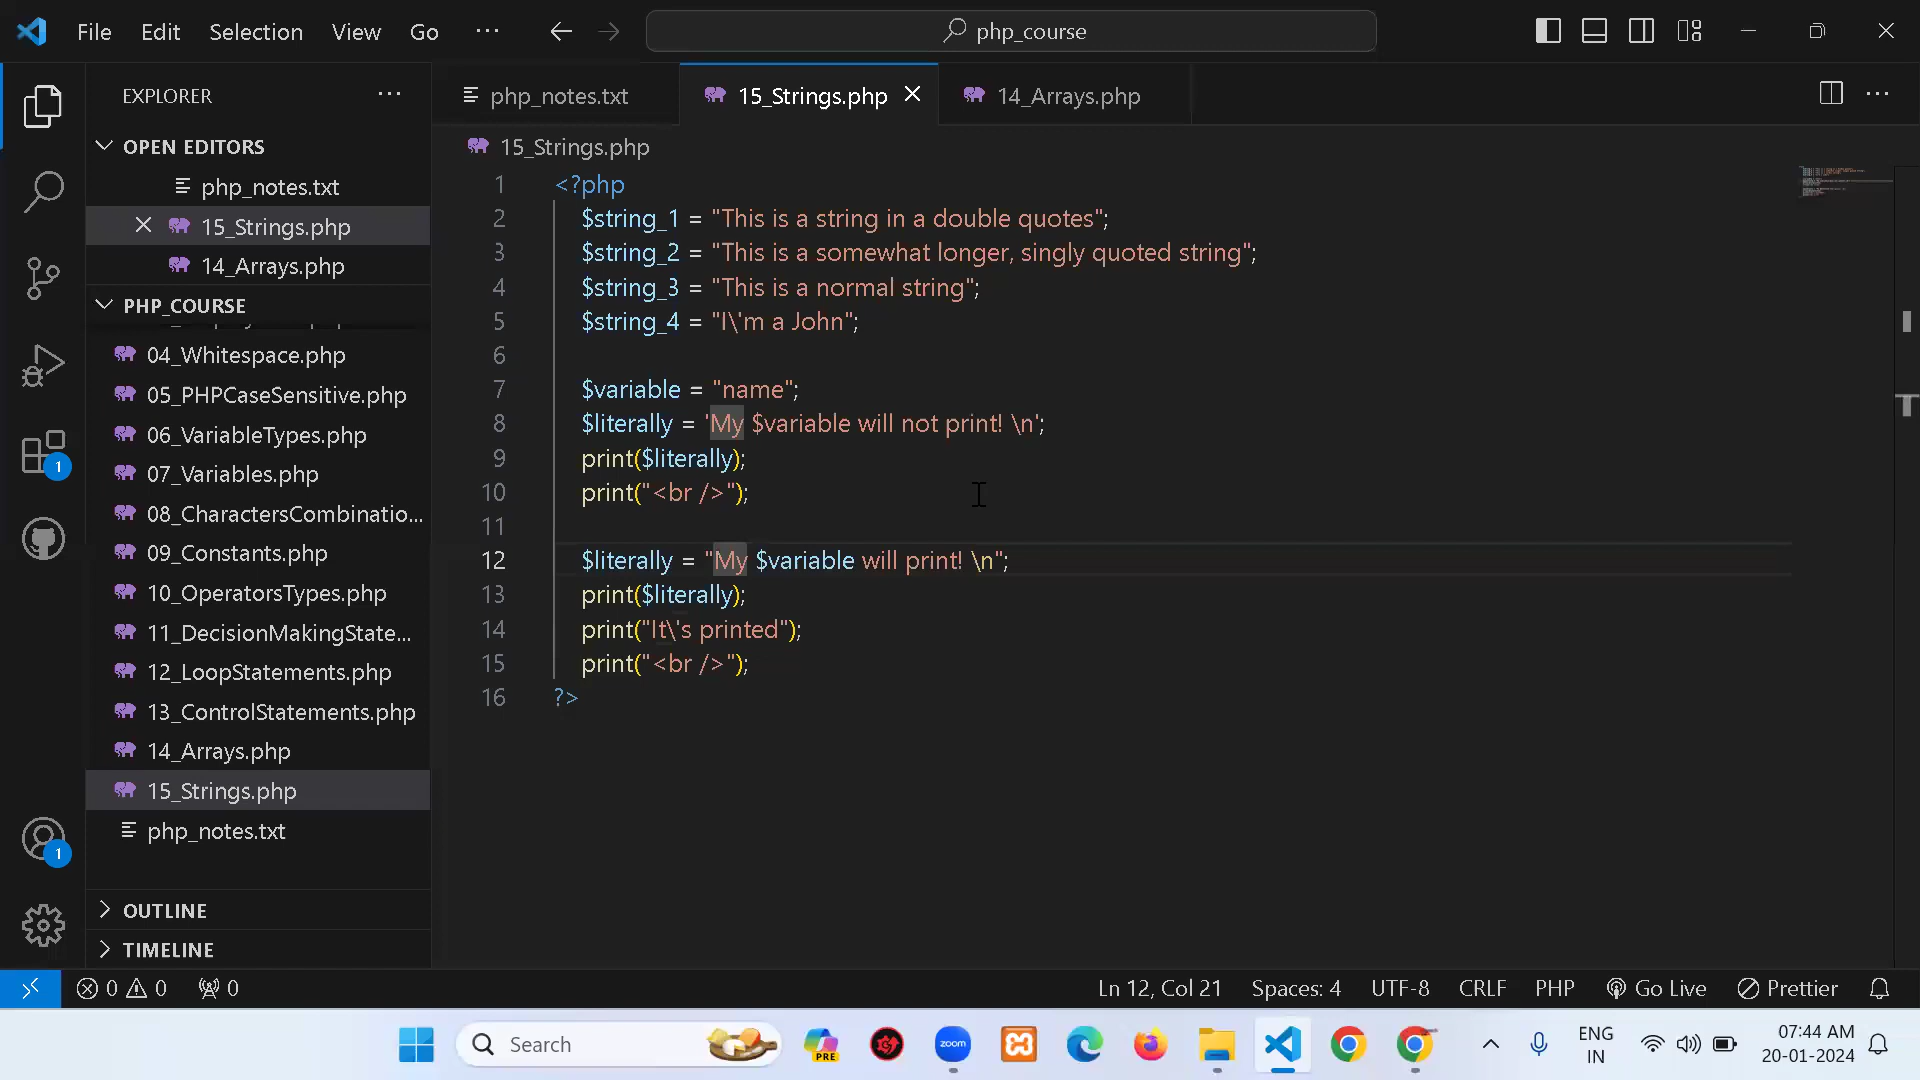 File Edit Selection View Go ··· php_course
EXPLORER ···
OPEN EDITORS
php_notes.txt
15_Strings.php
14_Arrays.php
PHP_COURSE
04_Whitespace.php
05_PHPCaseSensitive.php
06_VariableTypes.php
07_Variables.php
08_CharactersCombinatio...
09_Constants.php
10_OperatorsTypes.php
11_DecisionMakingState...
12_LoopStatements.php
13_ControlStatements.php
14_Arrays.php
15_Strings.php
php_notes.txt
OUTLINE
TIMELINE
1
1
php_notes.txt 15_Strings.php 14_Arrays.php ···
15_Strings.php
1 <?php
2 $string_1 = "This is a string in a double quotes";
3 $string_2 = "This is a somewhat longer, singly quoted string";
4 $string_3 = "This is a normal string";
5 $string_4 = "I\'m a John";
6
7 $variable = "name";
8 $literally = 'My $variable will not print! \n';
9 print($literally);
10 print("<br />");
11
12 $literally = "My $variable will print! \n";
13 print($literally);
14 print("It\'s printed");
15 print("<br />");
16 ?>
0 0 0 Ln 12, Col 21 Spaces: 4 UTF-8 CRLF PHP Go Live Prettier
Search PRE zoom ENG 07:44 AM
IN 20-01-2024